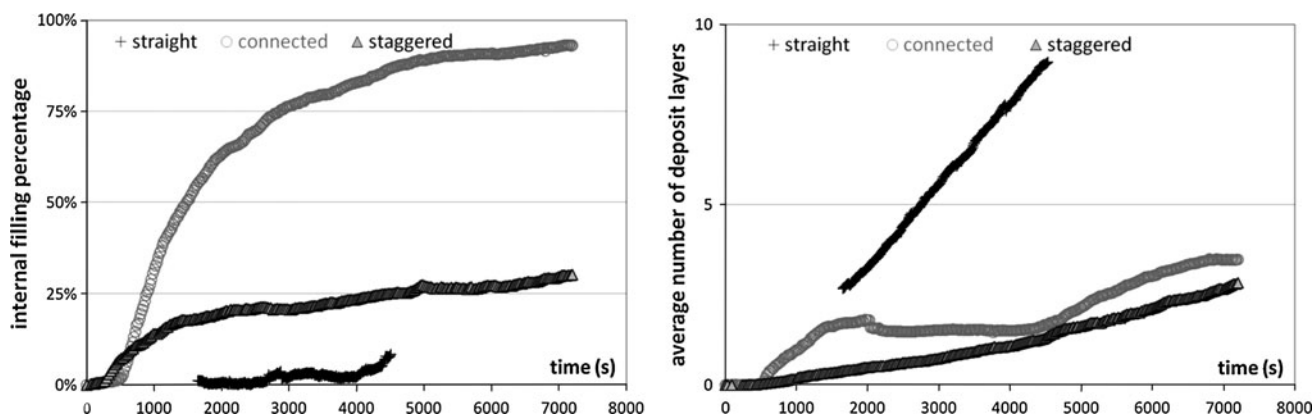 100%
+ straight ○ connected ▲ staggered
75%
50%
25%
0%
internal filling percentage
time (s)
0 1000 2000 3000 4000 5000 6000 7000 8000
10
+ straight ○ connected ▲ staggered
5
0
average number of deposit layers
time (s)
0 1000 2000 3000 4000 5000 6000 7000 8000